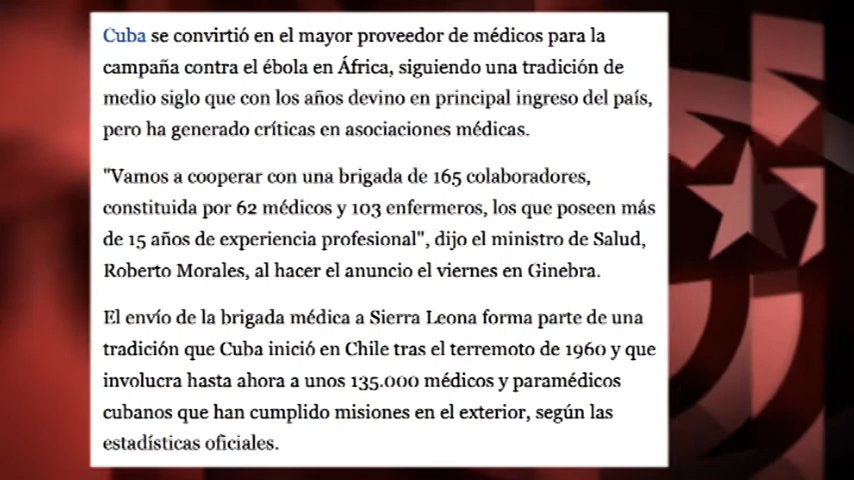 Cuba se convirtió en el mayor proveedor de médicos para la
campaña contra el ébola en África, siguiendo una tradición de
medio siglo que con los años devino en principal ingreso del país,
pero ha generado críticas en asociaciones médicas.
"Vamos a cooperar con una brigada de 165 colaboradores,
constituida por 62 médicos y 103 enfermeros, los que poseen más
de 15 años de experiencia profesional", dijo el ministro de Salud,
Roberto Morales, al hacer el anuncio el viernes en Ginebra.
El envío de la brigada médica a Sierra Leona forma parte de una
tradición que Cuba inició en Chile tras el terremoto de 1960 y que
involucra hasta ahora a unos 135.000 médicos y paramédicos
cubanos que han cumplido misiones en el exterior, según las
estadísticas oficiales.